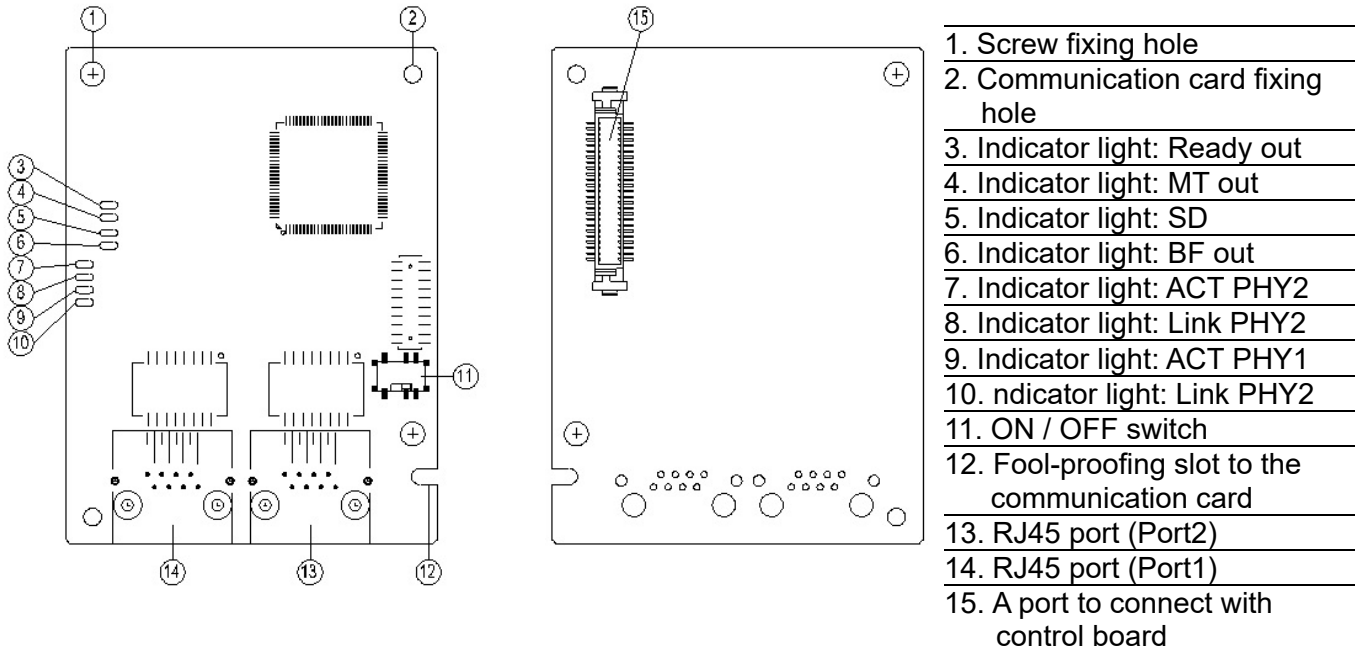 1
2
15
3
4
5
6
7
8
9
10
11
14
13
12
1. Screw fixing hole
2. Communication card fixing
hole
3. Indicator light: Ready out
4. Indicator light: MT out
5. Indicator light: SD
6. Indicator light: BF out
7. Indicator light: ACT PHY2
8. Indicator light: Link PHY2
9. Indicator light: ACT PHY1
10. ndicator light: Link PHY2
11. ON / OFF switch
12. Fool-proofing slot to the
communication card
13. RJ45 port (Port2)
14. RJ45 port (Port1)
15. A port to connect with
control board